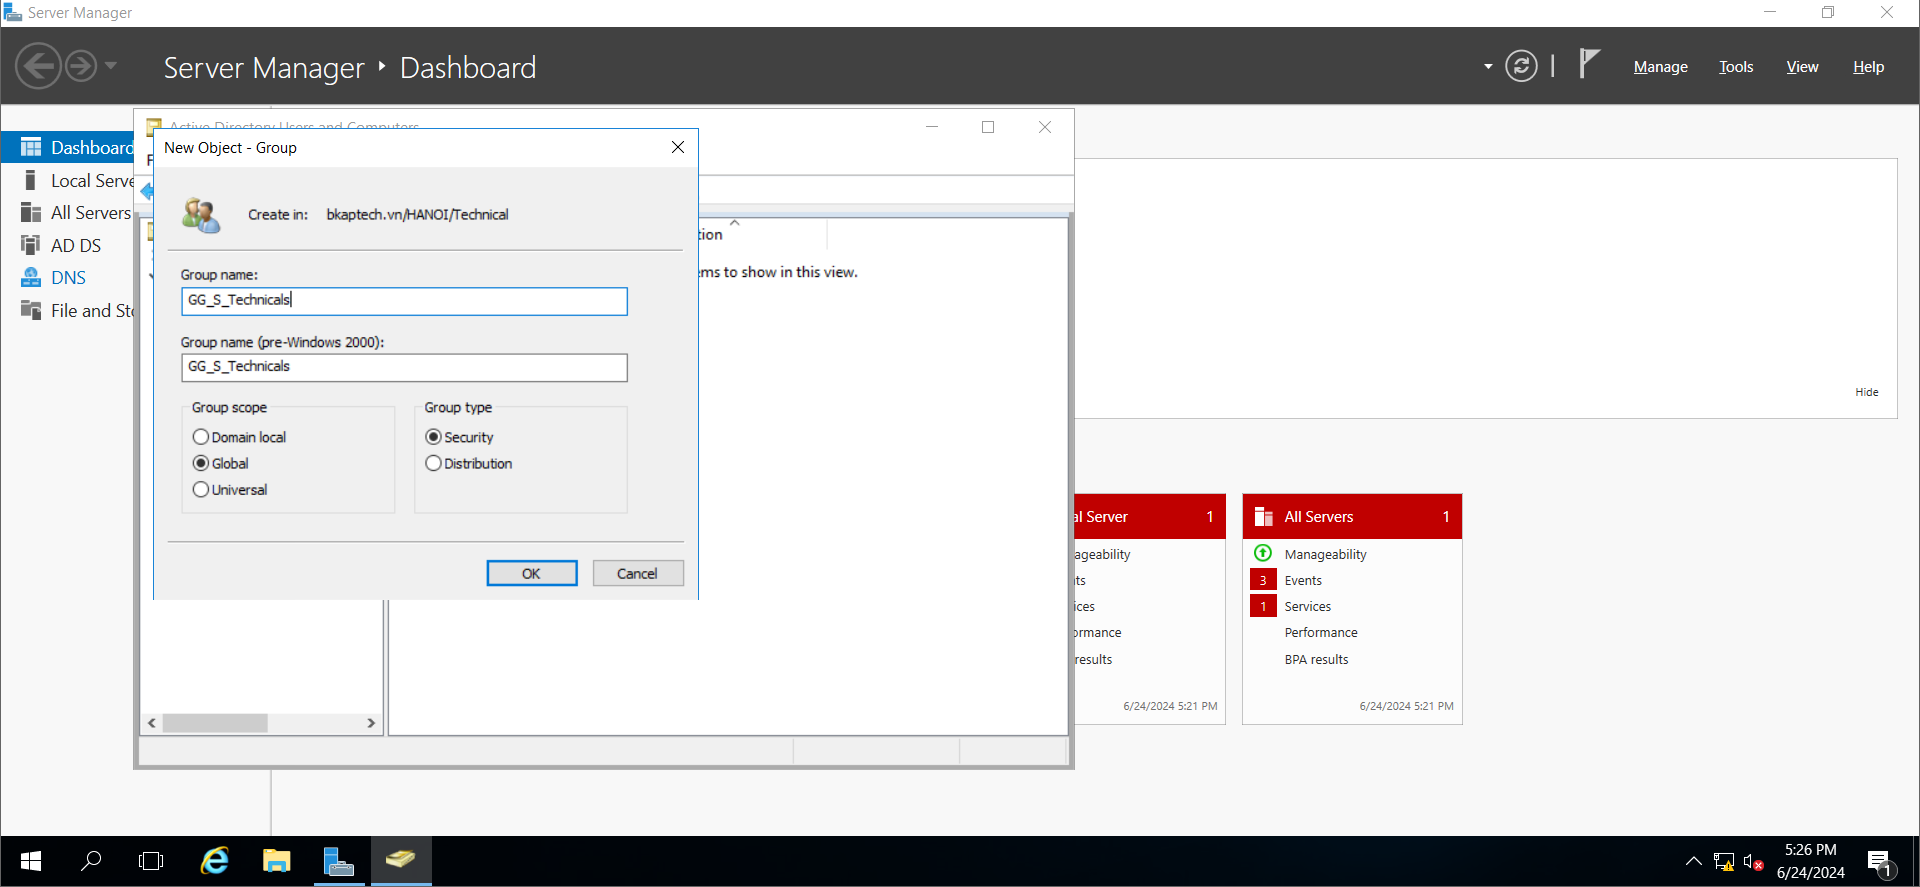 Server Manager
Server Manager
Dashboard
Manage
Tools
View
Help
Active Directory Users and Computers
Dashboard
Local Serve
All Servers
AD DS
DNS
File and Sto
New Object - Group
Create in:
bkaptech.vn/HANOI/Technical
Group name:
GG_S_Technicals
Group name (pre-Windows 2000):
GG_S_Technicals
Group scope
Domain local
Global
Universal
Group type
Security
Distribution
OK
Cancel
tion
ems to show in this view.
Hide
al Server
1
ageability
ts
ices
ormance
results
6/24/2024 5:21 PM
All Servers
1
Manageability
3
Events
1
Services
Performance
BPA results
6/24/2024 5:21 PM
5:26 PM
6/24/2024
1